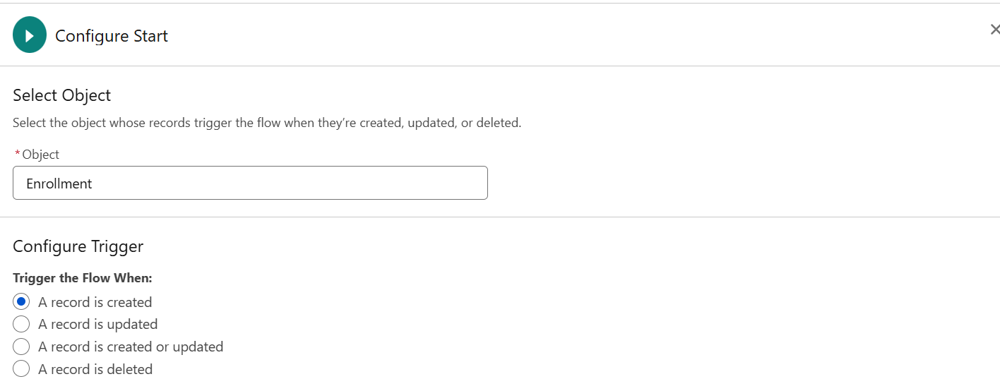 Configure Start
Select Object
Select the object whose records trigger the flow when they’re created, updated, or deleted.
*Object
Enrollment
Configure Trigger
Trigger the Flow When:
A record is created
A record is updated
A record is created or updated
A record is deleted